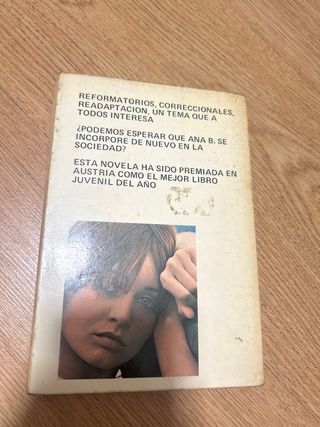 REFORMATORIOS, CORRECCIONALES,
READAPTACION, UN TEMA QUE A
TODOS INTERESA
¿PODEMOS ESPERAR QUE ANA B. SE
INCORPORE DE NUEVO EN LA
SOCIEDAD?
ESTA NOVELA HA SIDO PREMIADA EN
AUSTRIA COMO EL MEJOR LIBRO
JUVENIL DEL AÑO